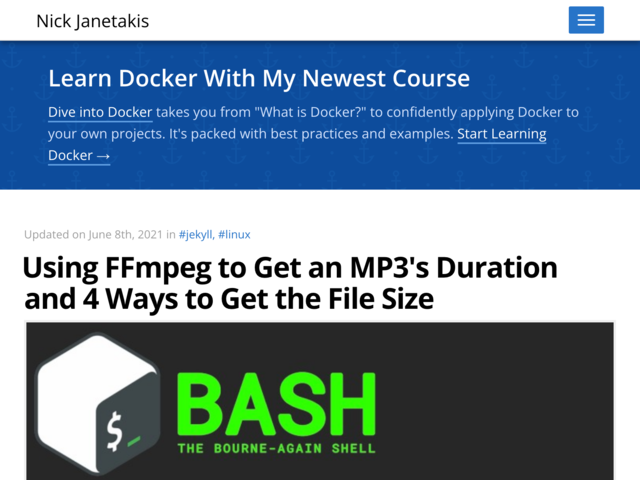 Nick Janetakis
Learn Docker With My Newest Course
Dive into Docker takes you from "What is Docker?" to confidently applying Docker to
your own projects. It's packed with best practices and examples. Start Learning
Docker →
Updated on June 8th, 2021 in #jekyll, #linux
Using FFmpeg to Get an MP3's Duration
and 4 Ways to Get the File Size
$_
BASH
THE BOURNE-AGAIN SHELL